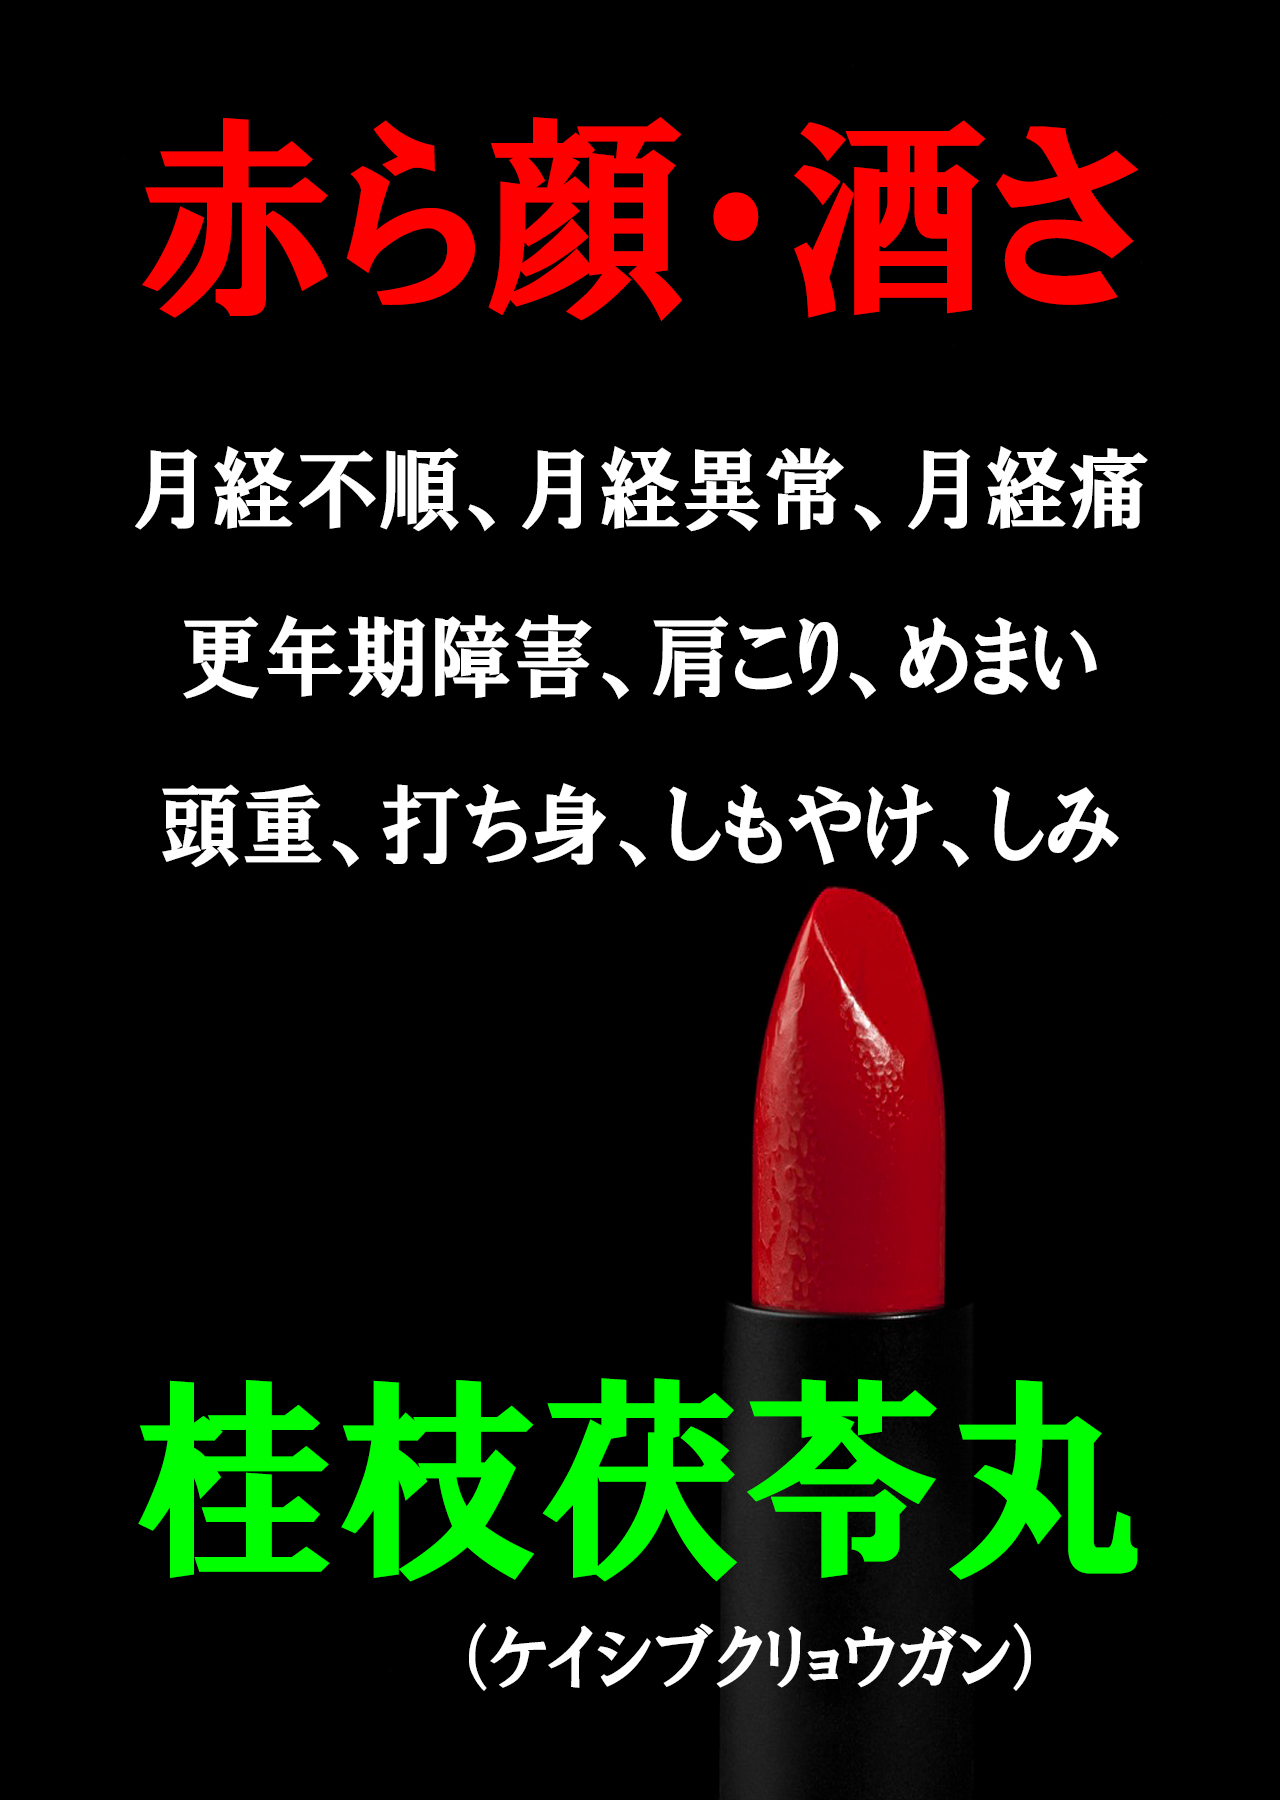 赤ら顔・酒さ
月経不順、月経異常、月経痛
更年期障害、肩こり、めまい
頭重、打ち身、しもやけ、しみ
桂枝茯苓丸
（ケイシブクリョウガン）